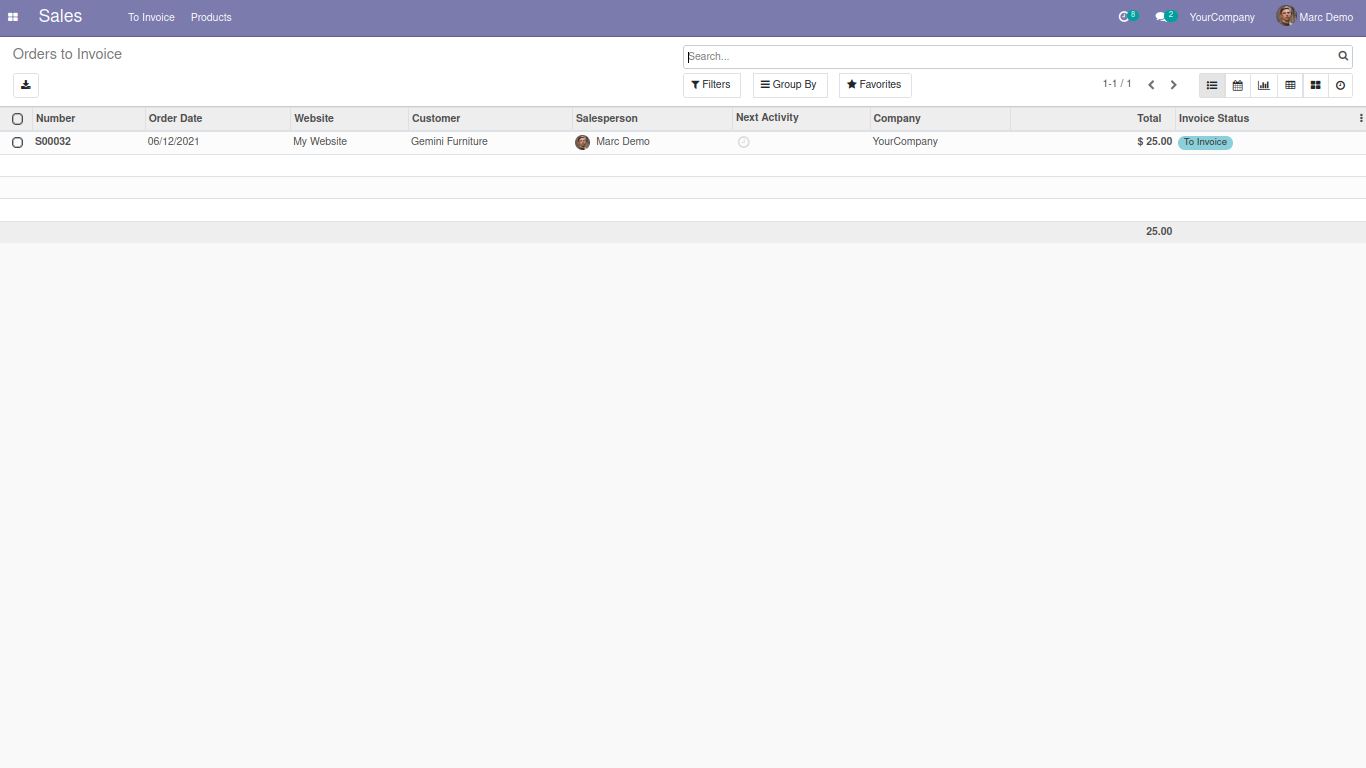 Sales To Invoice Products 8 2 YourCompany Marc Demo
Orders to Invoice Search...
Filters Group By Favorites 1-1 / 1
Number Order Date Website Customer Salesperson Next Activity Company Total Invoice Status
S00032 06/12/2021 My Website Gemini Furniture Marc Demo YourCompany $ 25.00 To Invoice
25.00